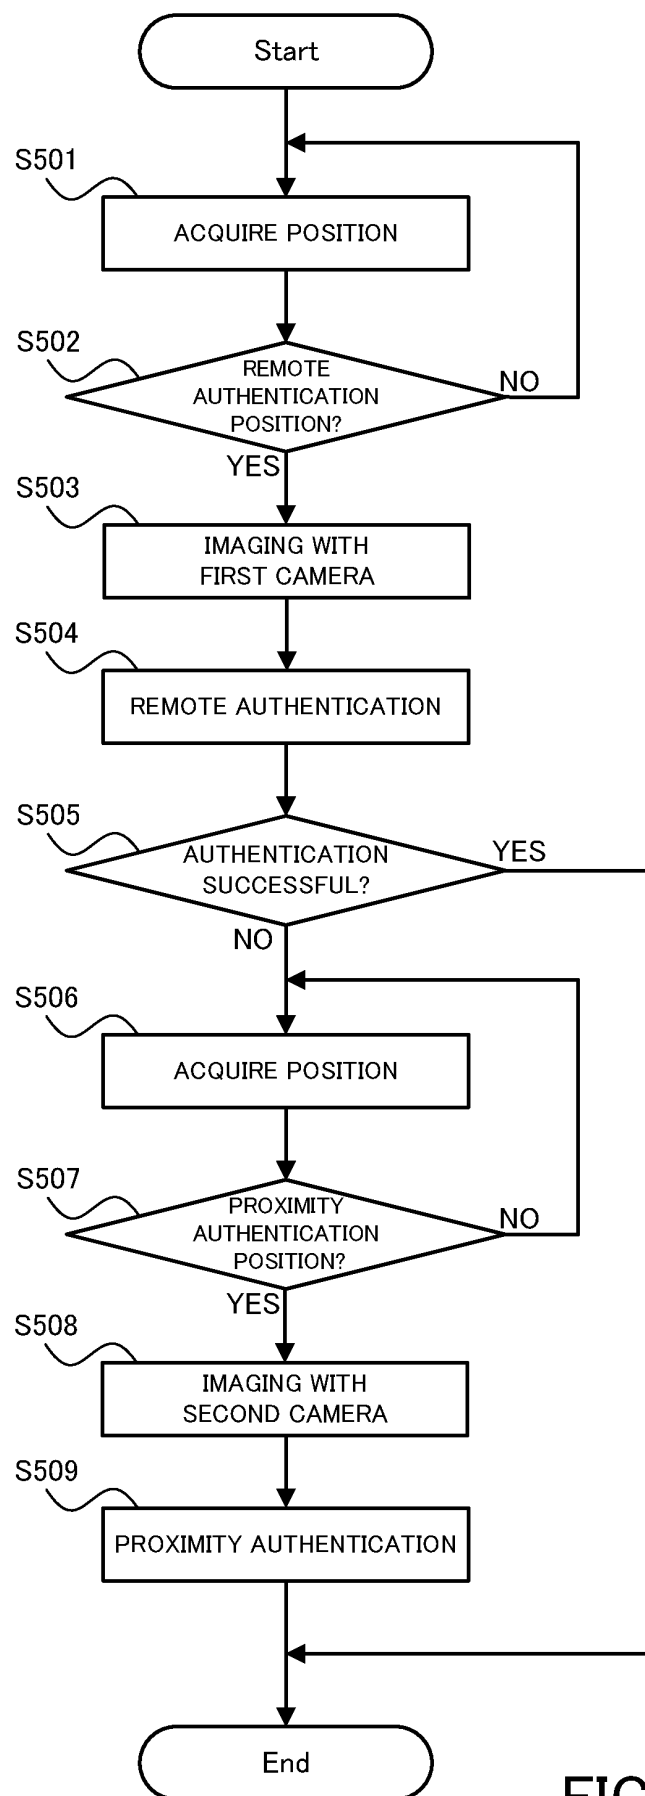 Start
S501
ACQUIRE POSITION
S502
REMOTE
AUTHENTICATION
POSITION?
NO
YES
S503
IMAGING WITH
FIRST CAMERA
S504
REMOTE AUTHENTICATION
S505
AUTHENTICATION
SUCCESSFUL?
YES
NO
S506
ACQUIRE POSITION
S507
PROXIMITY
AUTHENTICATION
POSITION?
NO
YES
S508
IMAGING WITH
SECOND CAMERA
S509
PROXIMITY AUTHENTICATION
End